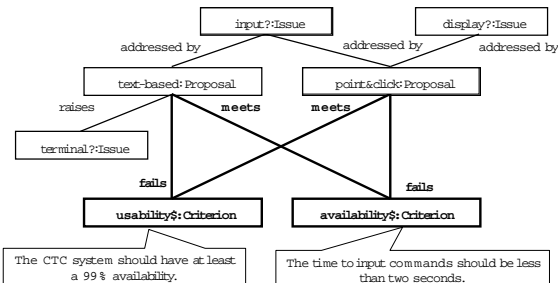 input?:Issue
display?:Issue
addressed by
addressed by
addressed by
text-based:Proposal
point&click:Proposal
raises
meets
meets
terminal?:Issue
fails
fails
usability$:Criterion
availability$:Criterion
The CTC system should have at least
a 99% availability.
The time to input commands should be less
than two seconds.